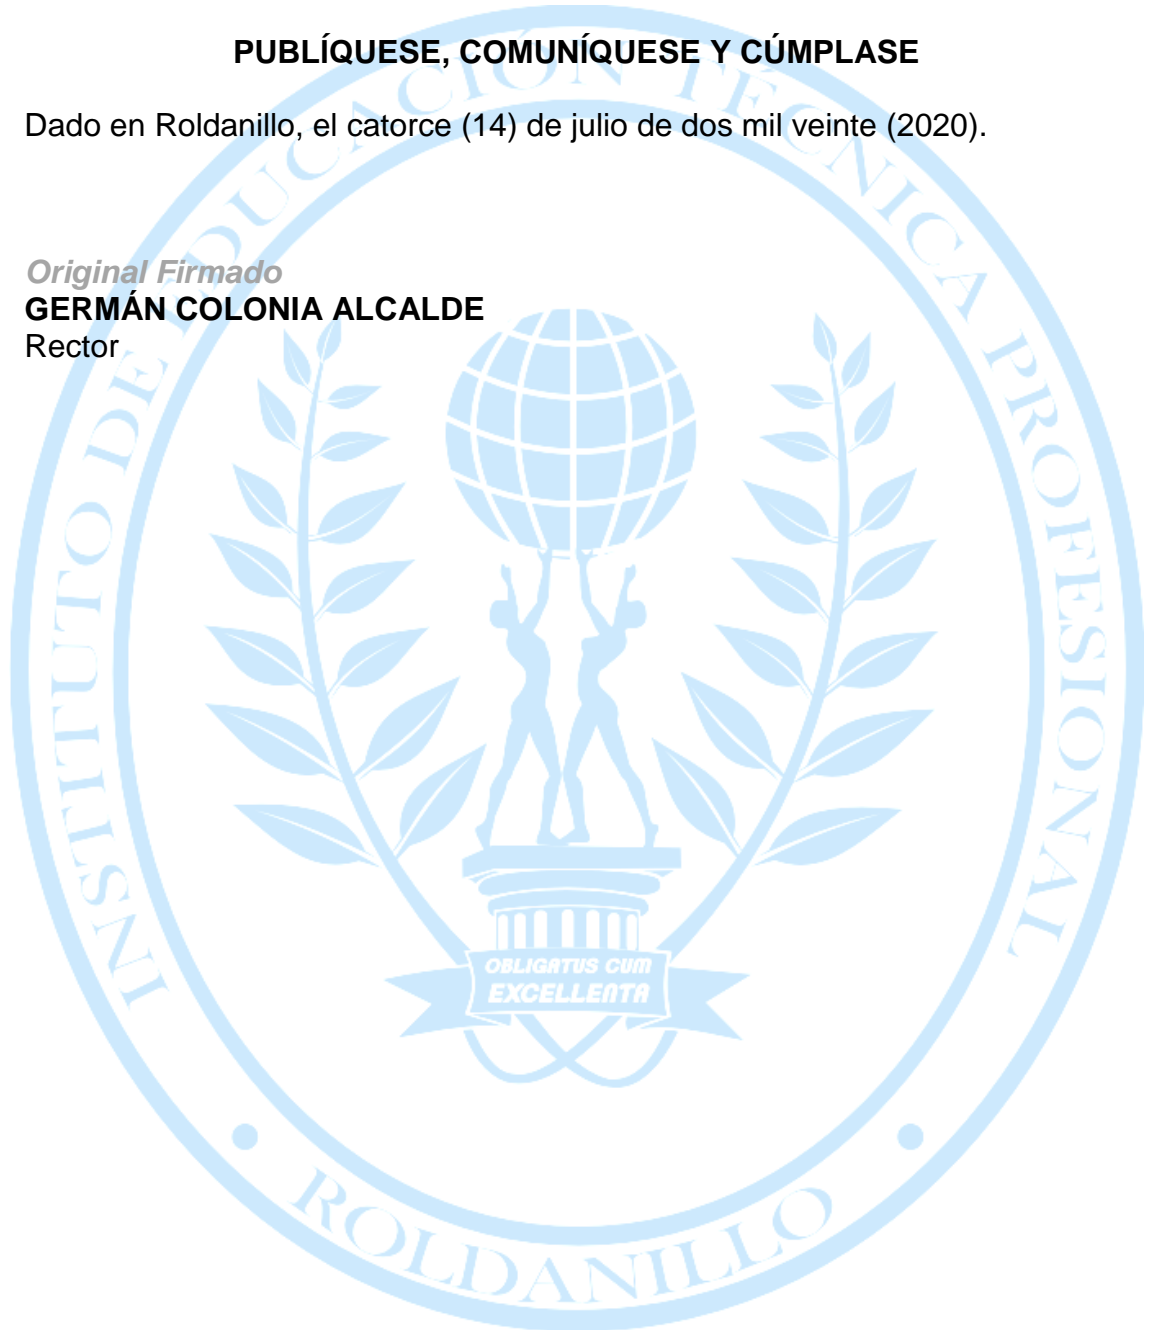 PUBLÍQUESE, COMUNÍQUESE Y CÚMPLASE
Dado en Roldanillo, el catorce (14) de julio de dos mil veinte (2020).
Original Firmado
GERMÁN COLONIA ALCALDE
Rector
INSTITUTO DE EDUCACIÓN TÉCNICA PROFESIONAL
OBLIGATUS CUM
EXCELLENTA
• ROLDANILLO •